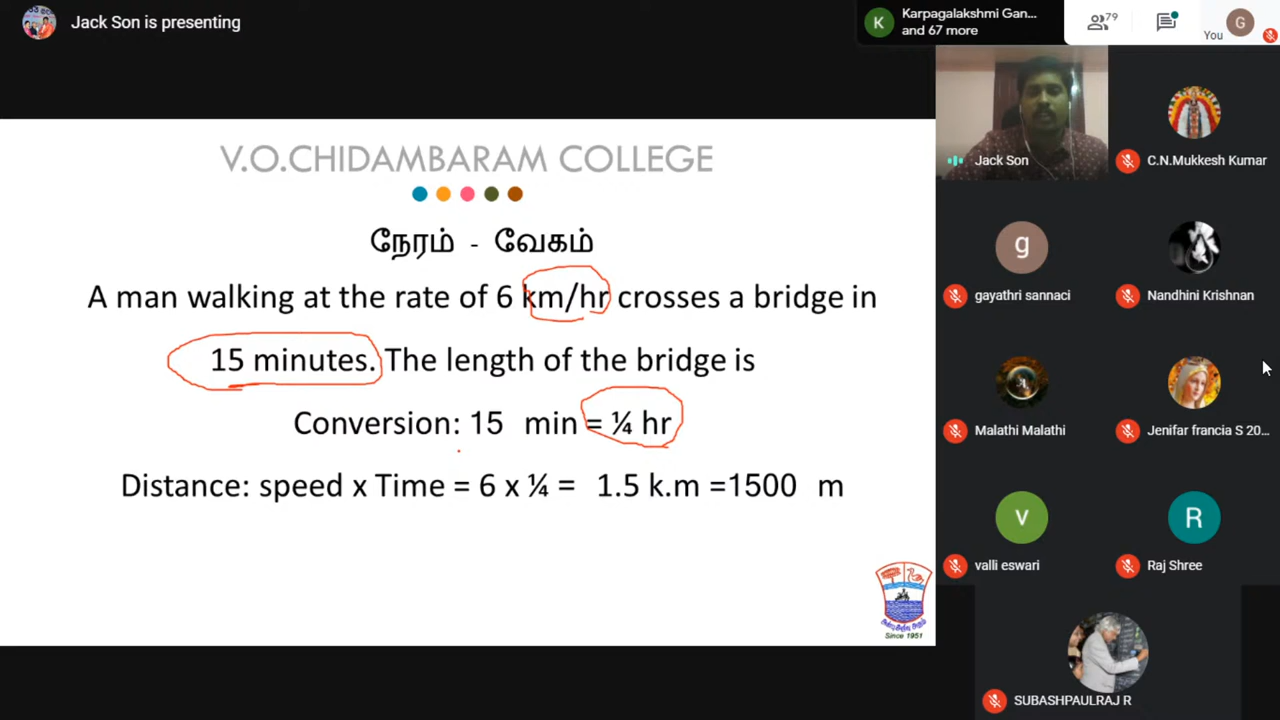 Jack Son is presenting
Karpagalakshmi Gan...
and 67 more
K
79
You
G
V.O.CHIDAMBARAM COLLEGE
நேரம் - வேகம்
A man walking at the rate of 6 km/hr crosses a bridge in
15 minutes. The length of the bridge is
Conversion: 15 min = ¼ hr
Distance: speed x Time = 6 x ¼ = 1.5 k.m =1500 m
Since 1951
Jack Son
C.N.Mukkesh Kumar
g
gayathri sannaci
Nandhini Krishnan
Malathi Malathi
Jenifar francia S 20...
v
valli eswari
R
Raj Shree
SUBASHPAULRAJ R